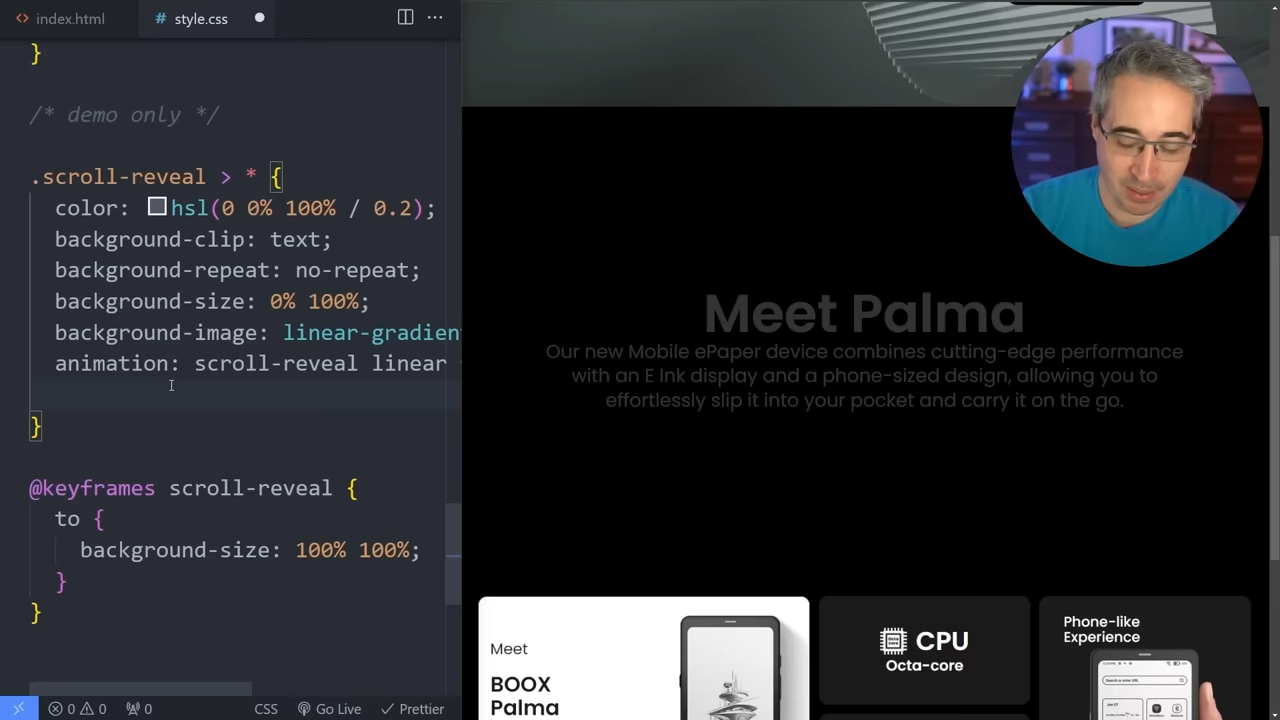 index.html
style.css
}
/* demo only */
.scroll-reveal > * {
color: hsl(0 0% 100% / 0.2);
background-clip: text;
background-repeat: no-repeat;
background-size: 0% 100%;
background-image: linear-gradien
animation: scroll-reveal linear
}
@keyframes scroll-reveal {
to {
background-size: 100% 100%;
}
}
0 0 0 CSS Go Live Prettier
Meet Palma
Our new Mobile ePaper device combines cutting-edge performance
with an E Ink display and a phone-sized design, allowing you to
effortlessly slip it into your pocket and carry it on the go.
Meet
BOOX
Palma
CPU
Octa-core
Phone-like
Experience